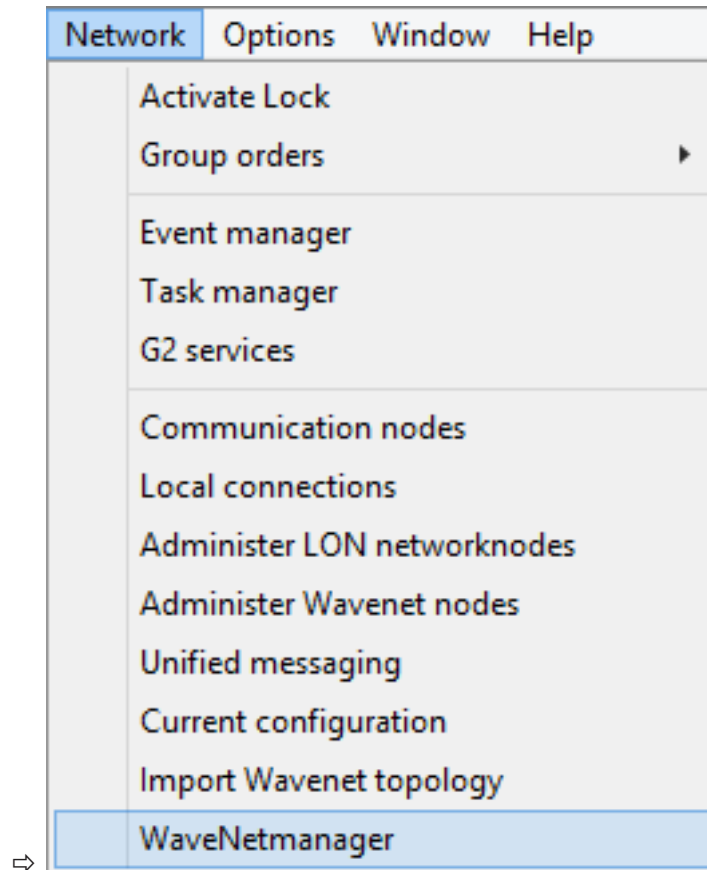 Network Options Window Help
Activate Lock
Group orders
Event manager
Task manager
G2 services
Communication nodes
Local connections
Administer LON networknodes
Administer Wavenet nodes
Unified messaging
Current configuration
Import Wavenet topology
WaveNetmanager